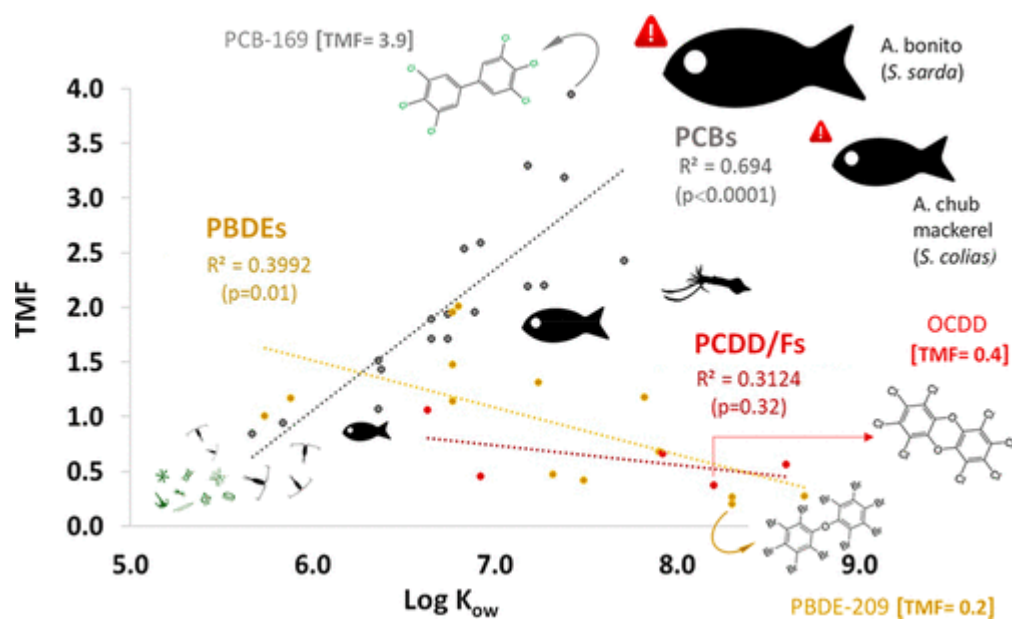 PCB-169 [TMF= 3.9]
A. bonito
(S. sarda)
PCBs
R² = 0.694
(p<0.0001)
A. chub
mackerel
(S. colias)
PBDEs
R² = 0.3992
(p=0.01)
PCDD/Fs
R² = 0.3124
(p=0.32)
OCDD
[TMF= 0.4]
PBDE-209 [TMF= 0.2]
TMF
4.0
3.5
3.0
2.5
2.0
1.5
1.0
0.5
0.0
5.0 6.0 7.0 8.0 9.0
Log Kow